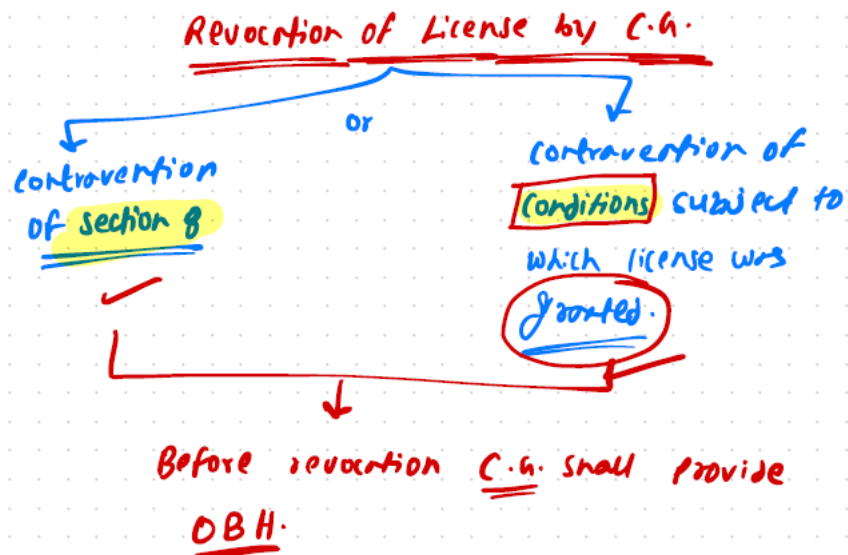 Revocation of License by C.G.
or
contravention
of section 8
contravention of
conditions subject to
which license was
granted.
Before revocation C.G. shall provide
OBH.